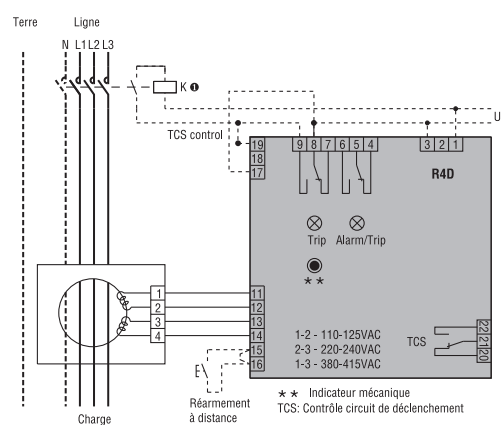 Terre Ligne
N L1 L2 L3
K ❶
U
TCS control
19 9 8 7 6 5 4 3 2 1
18
17
R4D
Trip Alarm/Trip
★★
1 11
2 12
3 13
4 14
15
16
1-2 - 110-125VAC
2-3 - 220-240VAC
1-3 - 380-415VAC
TCS
22
21
20
E
Réarmement
à distance
★★ Indicateur mécanique
TCS: Contrôle circuit de déclenchement
Charge